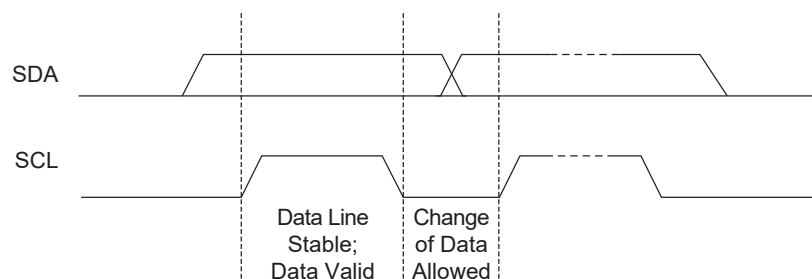 SDA
SCL
Data Line
Stable;
Data Valid
Change
of Data
Allowed